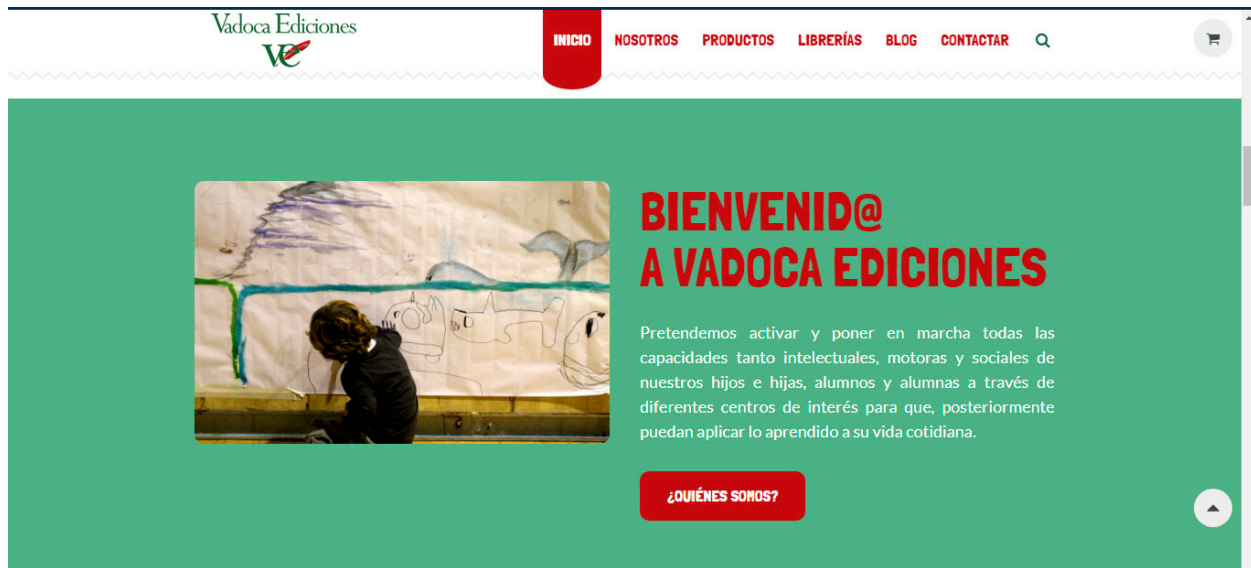 Vadoca Ediciones
VE
INICIO NOSOTROS PRODUCTOS LIBRERÍAS BLOG CONTACTAR
BIENVENID@
A VADOCA EDICIONES
Pretendemos activar y poner en marcha todas las
capacidades tanto intelectuales, motoras y sociales de
nuestros hijos e hijas, alumnos y alumnas a través de
diferentes centros de interés para que, posteriormente
puedan aplicar lo aprendido a su vida cotidiana.
¿QUIÉNES SOMOS?